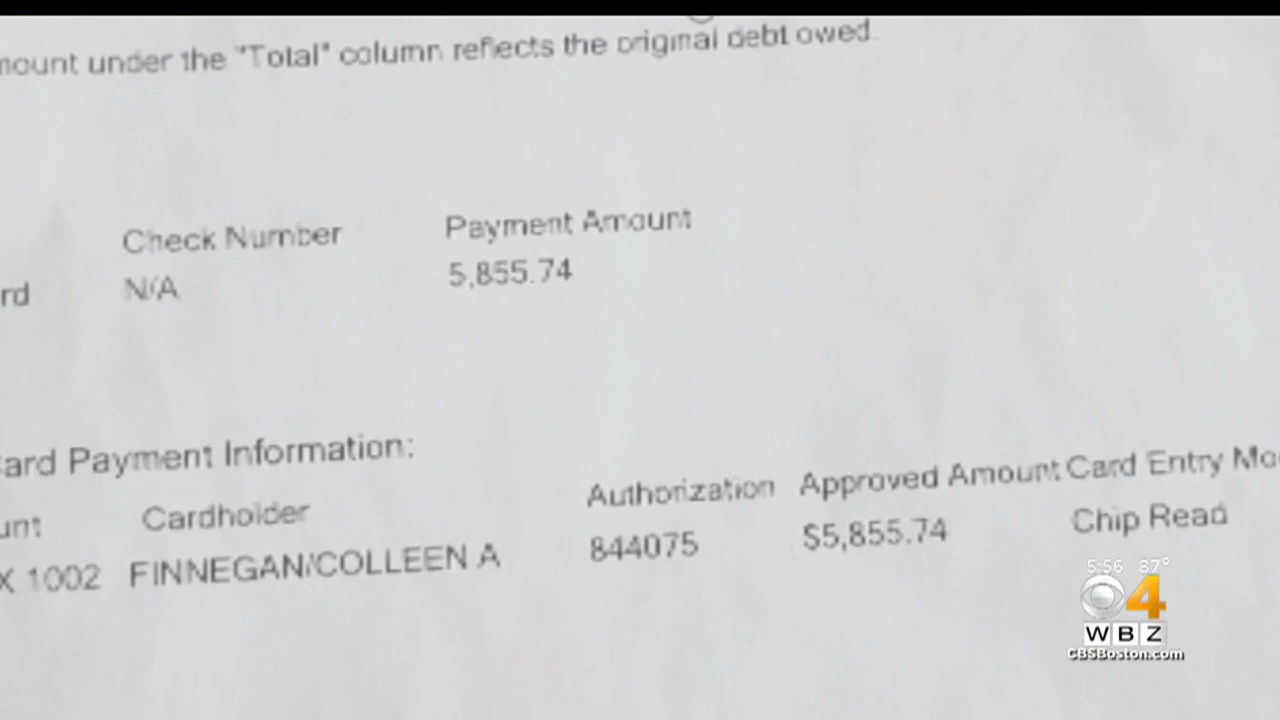 mount under the "Total" column reflects the original debt owed.
Check Number Payment Amount
rd N/A 5,855.74
Card Payment Information:
unt Cardholder Authorization Approved Amount Card Entry Mo
X 1002 FINNEGAN/COLLEEN A 844075 $5,855.74 Chip Read
5:56 87°
4
WBZ
CBSBoston.com